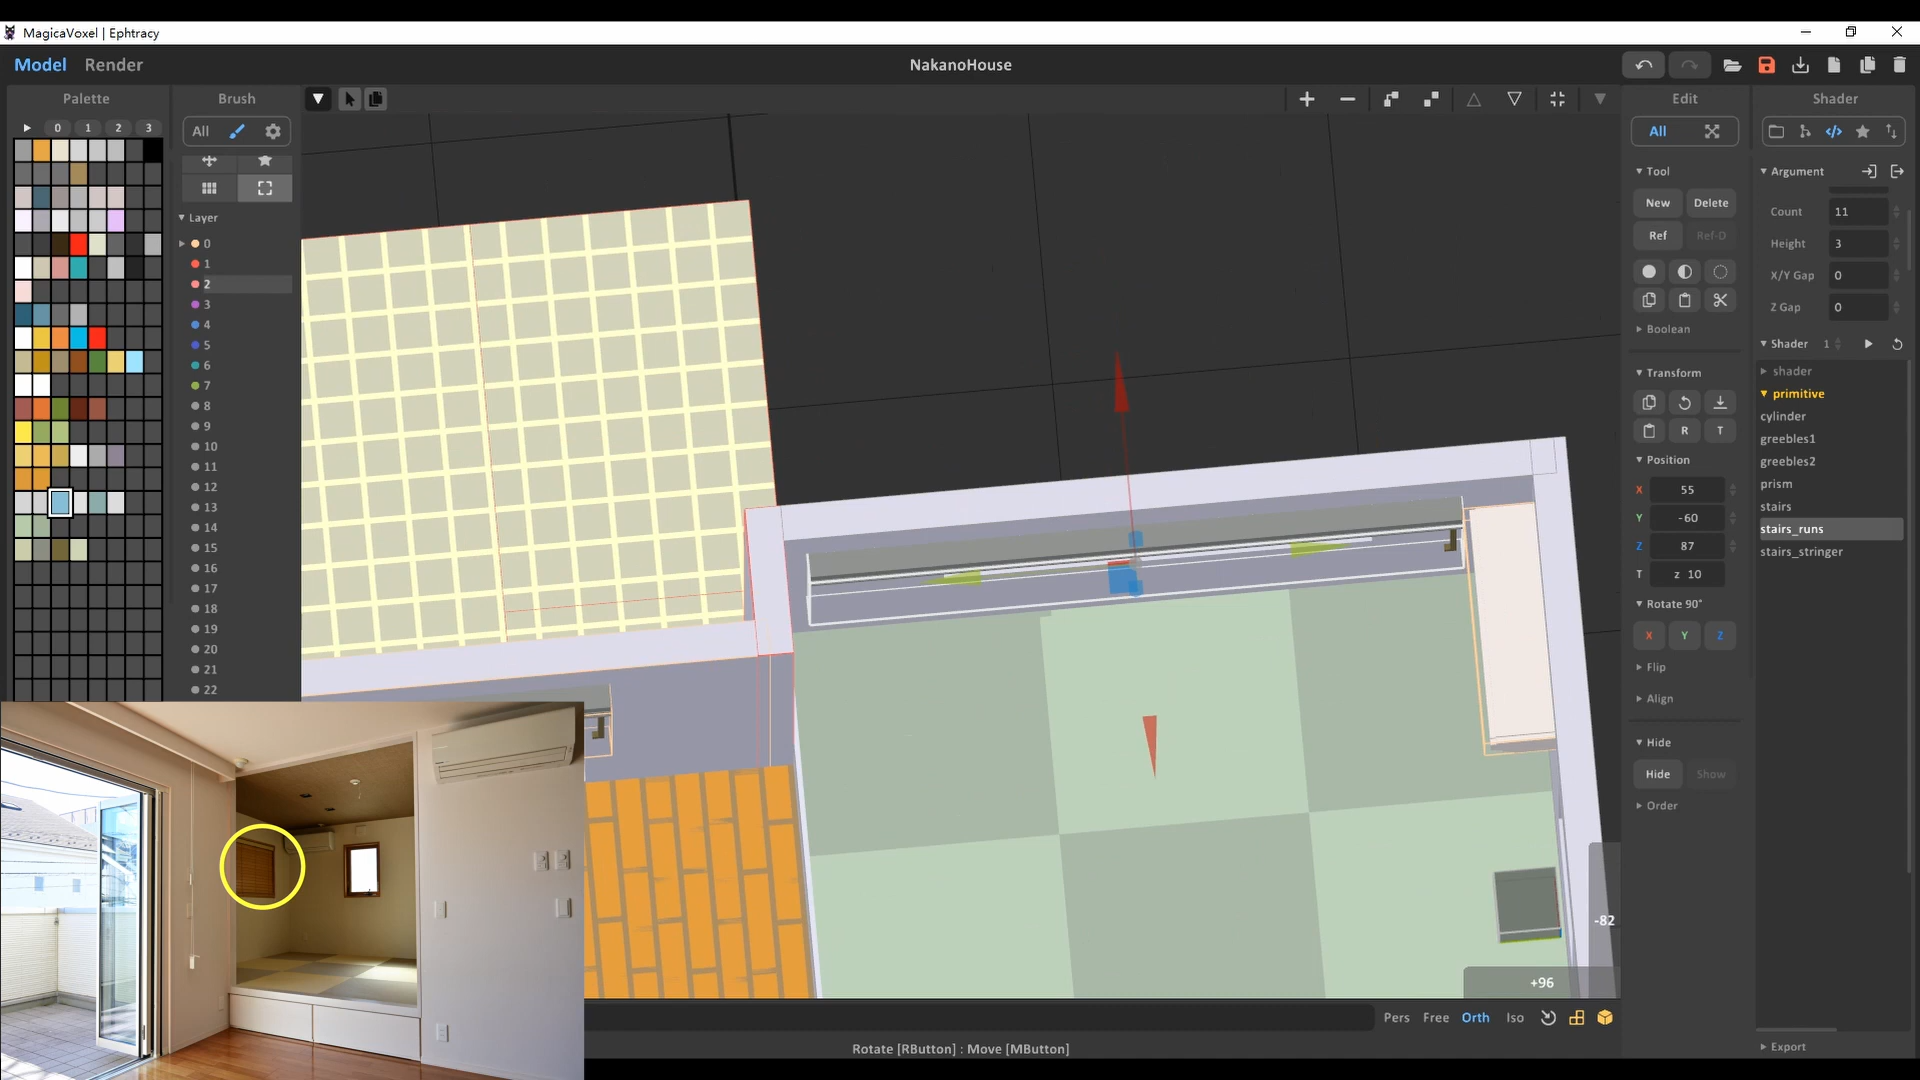 MagicaVoxel | Ephtracy
Model Render
NakanoHouse
Palette
0 1 2 3
Brush
All
Layer
0
1
2
3
4
5
6
7
8
9
10
11
12
13
14
15
16
17
18
19
20
21
22
-82
+96
Pers Free Orth Iso
Rotate [RButton] : Move [MButton]
Edit
All
Tool
New Delete
Ref Ref-D
Boolean
Transform
R T
Position
X 55
Y -60
Z 87
T z 10
Rotate 90°
X Y Z
Flip
Align
Hide
Hide Show
Order
Shader
Argument
Count 11
Height 3
X/Y Gap 0
Z Gap 0
Shader 1
shader
primitive
cylinder
greebles1
greebles2
prism
stairs
stairs_runs
stairs_stringer
Export